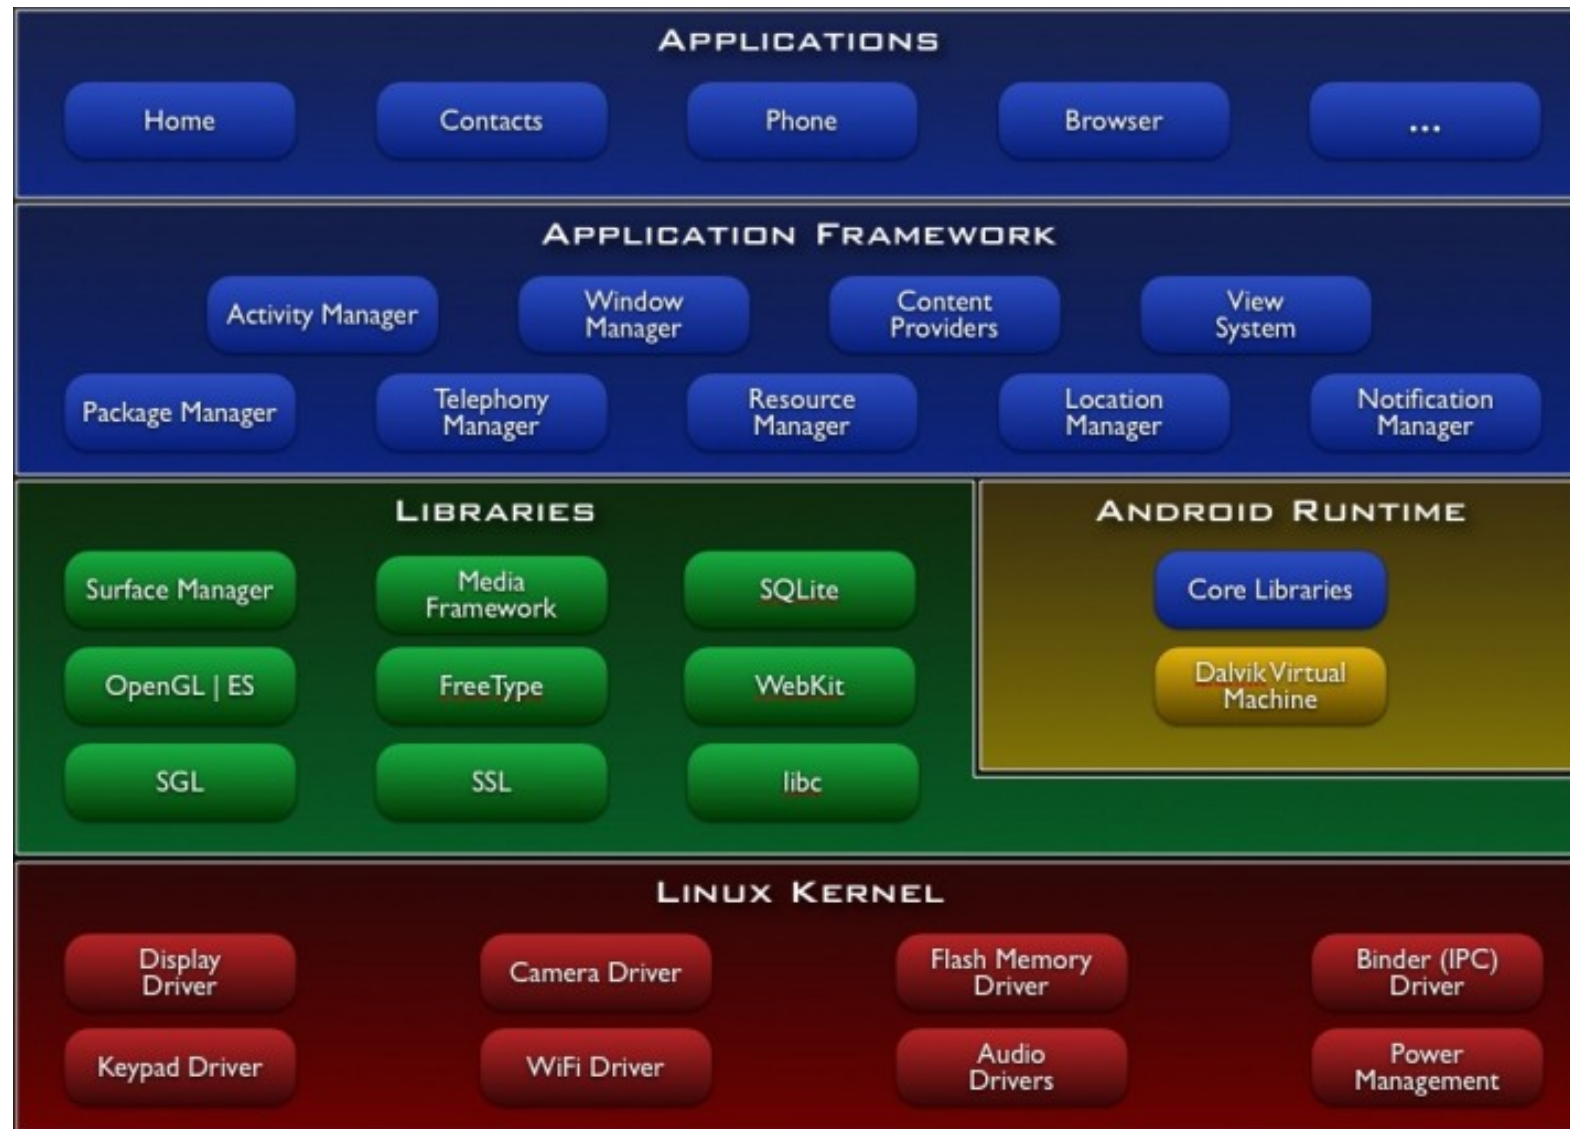 APPLICATIONS
Home
Contacts
Phone
Browser
...
APPLICATION FRAMEWORK
Activity Manager
Window
Manager
Content
Providers
View
System
Package Manager
Telephony
Manager
Resource
Manager
Location
Manager
Notification
Manager
LIBRARIES
Surface Manager
Media
Framework
SQLite
OpenGL | ES
FreeType
WebKit
SGL
SSL
libc
ANDROID RUNTIME
Core Libraries
Dalvik Virtual
Machine
LINUX KERNEL
Display
Driver
Camera Driver
Flash Memory
Driver
Binder (IPC)
Driver
Keypad Driver
WiFi Driver
Audio
Drivers
Power
Management